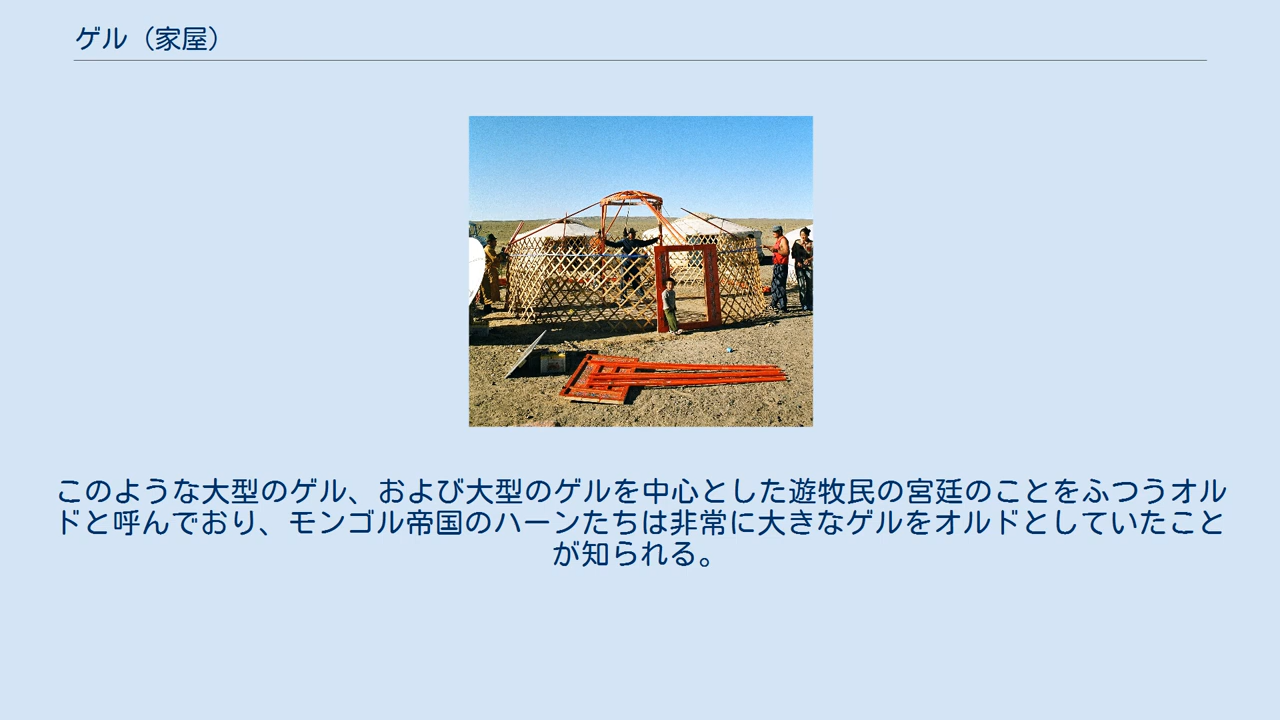 ゲル（家屋）
このような大型のゲル、および大型のゲルを中心とした遊牧民の宮廷のことをふつうオル
ドと呼んでおり、モンゴル帝国のハーンたちは非常に大きなゲルをオルドとしていたこと
が知られる。